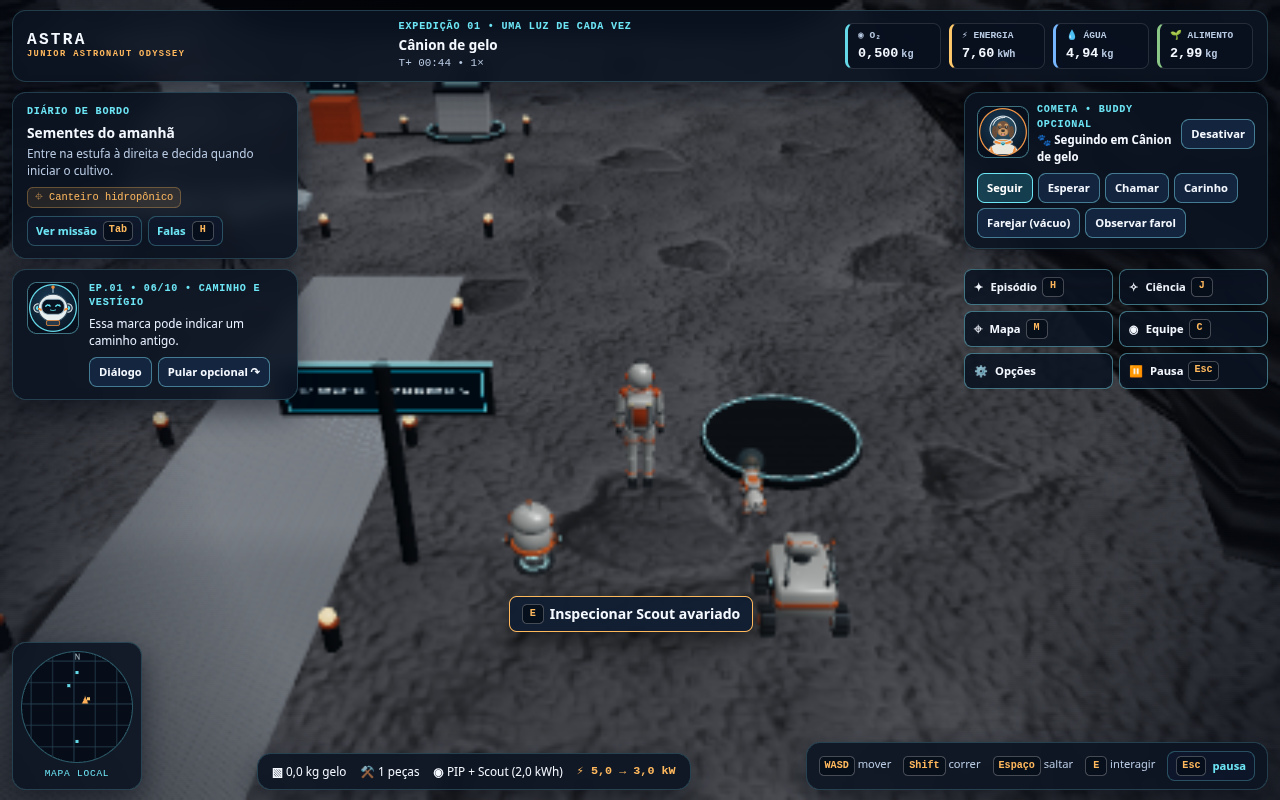 ASTRA
JUNIOR ASTRONAUT ODYSSEY
EXPEDIÇÃO 01 • UMA LUZ DE CADA VEZ
Cânion de gelo
T+ 00:44 • 1×
◉ O₂
0,500 kg
⚡ ENERGIA
7,60 kWh
💧 ÁGUA
4,94 kg
🌱 ALIMENTO
2,99 kg
DIÁRIO DE BORDO
Sementes do amanhã
Entre na estufa à direita e decida quando
iniciar o cultivo.
⌖ Canteiro hidropônico
Ver missão Tab
Falas H
EP.01 • 06/10 • CAMINHO E
VESTÍGIO
Essa marca pode indicar um
caminho antigo.
Diálogo
Pular opcional ↷
COMETA • BUDDY
OPCIONAL
🐾 Seguindo em Cânion
de gelo
Desativar
Seguir
Esperar
Chamar
Carinho
Farejar (vácuo)
Observar farol
✦ Episódio H
✧ Ciência J
⌖ Mapa M
◉ Equipe C
⚙️ Opções
⏸️ Pausa Esc
E Inspecionar Scout avariado
N
MAPA LOCAL
▧ 0,0 kg gelo
⚒️ 1 peças
◉ PIP + Scout (2,0 kWh)
⚡ 5,0 → 3,0 kW
WASD mover
Shift correr
Espaço saltar
E interagir
Esc pausa